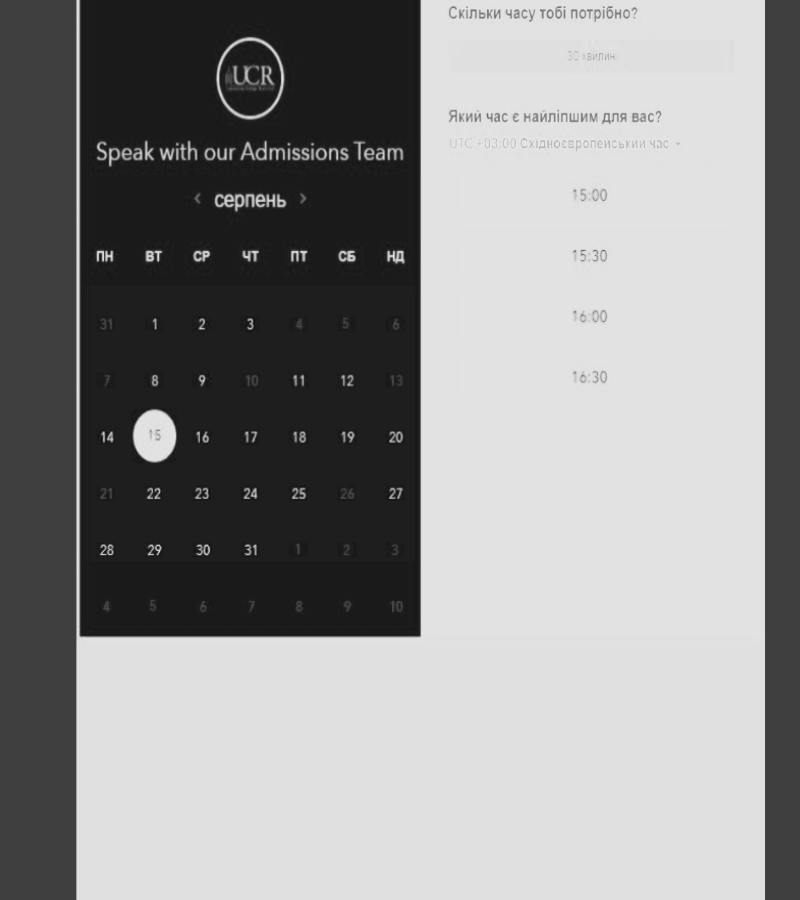 UCR
Speak with our Admissions Team
‹ серпень ›
ПН ВТ СР ЧТ ПТ СБ НД
31 1 2 3 4 5 6
7 8 9 10 11 12 13
14 15 16 17 18 19 20
21 22 23 24 25 26 27
28 29 30 31 1 2 3
4 5 6 7 8 9 10
Скільки часу тобі потрібно?
30 хвилин
Який час є найліпшим для вас?
UTC +03:00 Східноєвропейський час
15:00
15:30
16:00
16:30